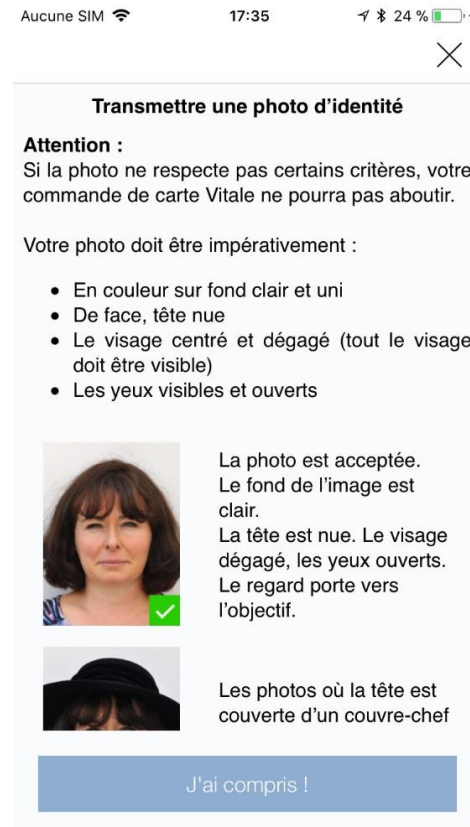 Aucune SIM 17:35 24 %
Transmettre une photo d’identité
Attention :
Si la photo ne respecte pas certains critères, votre
commande de carte Vitale ne pourra pas aboutir.
Votre photo doit être impérativement :
• En couleur sur fond clair et uni
• De face, tête nue
• Le visage centré et dégagé (tout le visage
doit être visible)
• Les yeux visibles et ouverts
La photo est acceptée.
Le fond de l’image est
clair.
La tête est nue. Le visage
dégagé, les yeux ouverts.
Le regard porte vers
l’objectif.
Les photos où la tête est
couverte d’un couvre-chef
J'ai compris !